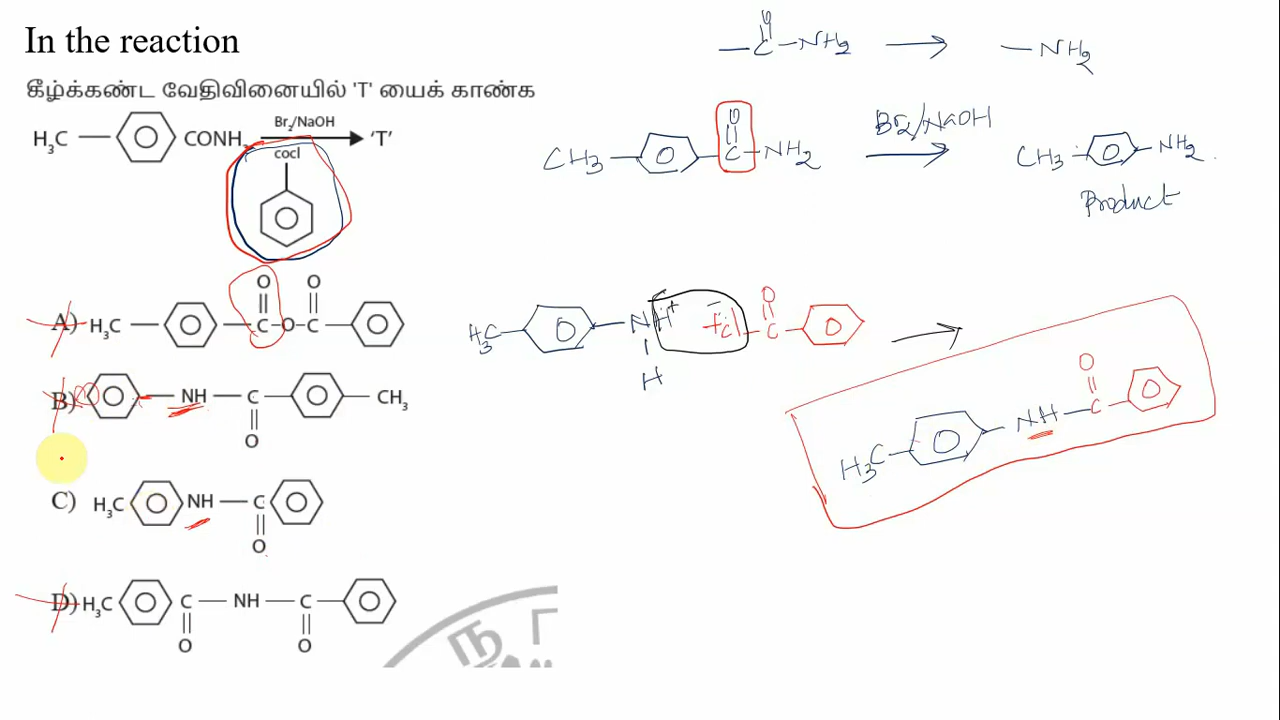 In the reaction
கீழ்க்கண்ட வேதிவினையில் 'T' யைக் காண்க
H₃C CONH₂ Br₂/NaOH 'T'
cocl
A) H₃C O C O O C
B) NH C O CH₃
C) H₃C NH C O
D) H₃C C O NH C O
O
C NH₂ NH₂
CH₃ O C NH₂ Br₂/NaOH CH₃ NH₂
Product
H₃C N H⁺ Cl O C
H
H₃C NH C O
நு